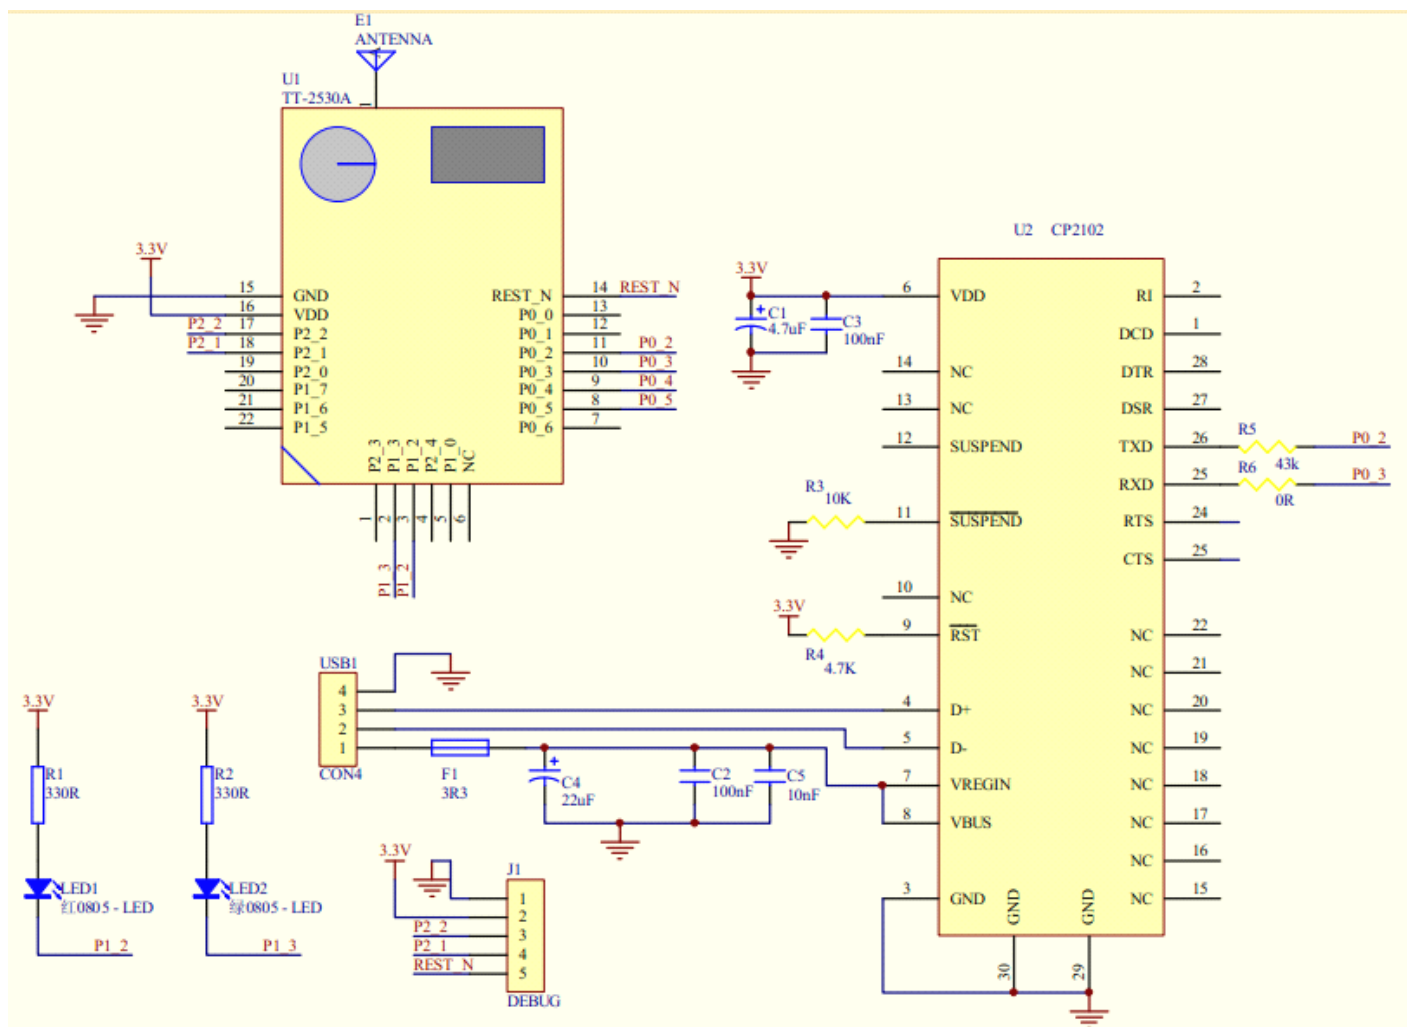 E1
ANTENNA
U1
TT-2530A
1
3.3V
15 GND
16 VDD
P2_2 17 P2_2
P2_1 18 P2_1
19 P2_0
20 P1_7
21 P1_6
22 P1_5
REST_N 14 REST_N
P0_0 13
P0_1 12
P0_2 11 P0_2
P0_3 10 P0_3
P0_4 9 P0_4
P0_5 8 P0_5
P0_6 7
P2_3 P1_3 P1_2 P2_4 P1_0 NC
1 2 3 4 5 6
P1_3 P1_2
U2 CP2102
3.3V
+ C1
4.7uF
C3
100nF
6 VDD
14 NC
13 NC
12 SUSPEND
R3
10K
11 SUSPEND
10 NC
3.3V
R4
4.7K
9 RST
4 D+
5 D-
7 VREGIN
8 VBUS
3 GND
GND GND
30 29
RI 2
DCD 1
DTR 28
DSR 27
TXD 26
R5
43k
P0_2
RXD 25
R6
0R
P0_3
RTS 24
CTS 25
NC 22
NC 21
NC 20
NC 19
NC 18
NC 17
NC 16
NC 15
USB1
4
3
2
1
CON4
F1
3R3
+ C4
22uF
C2
100nF
C5
10nF
3.3V
R1
330R
LED1
红0805 - LED
P1_2
3.3V
R2
330R
LED2
绿0805 - LED
P1_3
3.3V
J1
1
2
P2_2 3
P2_1 4
REST_N 5
DEBUG